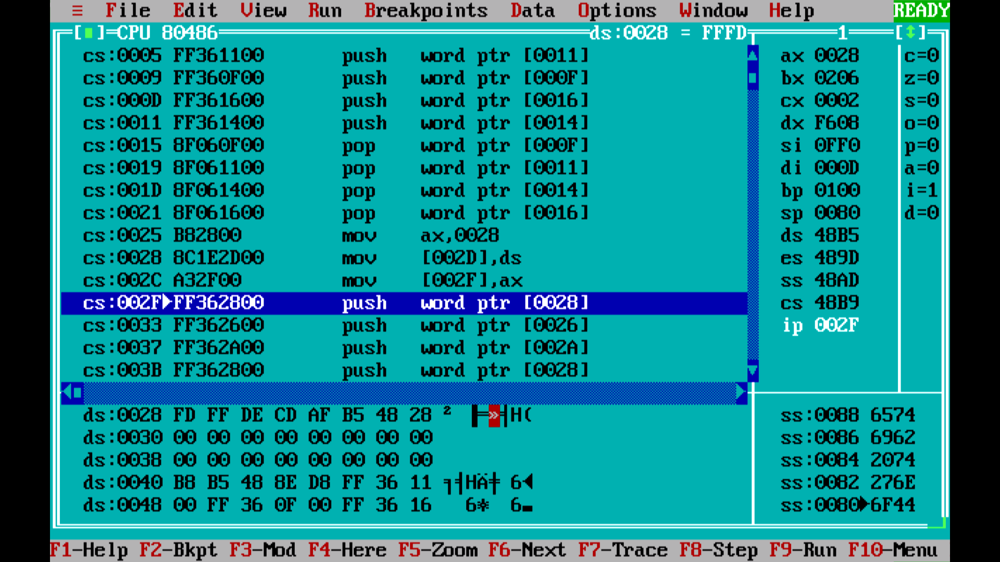 ≡ File Edit View Run Breakpoints Data Options Window Help READY
[■]=CPU 80486 ds:0028 = FFFD 1 [↕]
cs:0005 FF361100 push word ptr [0011] ax 0028 c=0
cs:0009 FF360F00 push word ptr [000F] bx 0206 z=0
cs:000D FF361600 push word ptr [0016] cx 0002 s=0
cs:0011 FF361400 push word ptr [0014] dx F608 o=0
cs:0015 8F060F00 pop word ptr [000F] si 0FF0 p=0
cs:0019 8F061100 pop word ptr [0011] di 000D a=0
cs:001D 8F061400 pop word ptr [0014] bp 0100 i=1
cs:0021 8F061600 pop word ptr [0016] sp 0080 d=0
cs:0025 B82800 mov ax,0028 ds 48B5
cs:0028 8C1E2D00 mov [002D],ds es 489D
cs:002C A32F00 mov [002F],ax ss 48AD
cs:002F►FF362800 push word ptr [0028] cs 48B9
cs:0033 FF362600 push word ptr [0026] ip 002F
cs:0037 FF362A00 push word ptr [002A]
cs:003B FF362800 push word ptr [0028]
ds:0028 FD FF DE CD AF B5 48 28 ² ▐═»╡H( ss:0088 6574
ds:0030 00 00 00 00 00 00 00 00 ss:0086 6962
ds:0038 00 00 00 00 00 00 00 00 ss:0084 2074
ds:0040 B8 B5 48 8E D8 FF 36 11 ╕╡HÄ╪ 6◄ ss:0082 276E
ds:0048 00 FF 36 0F 00 FF 36 16 6☼ 6▬ ss:0080►6F44
F1-Help F2-Bkpt F3-Mod F4-Here F5-Zoom F6-Next F7-Trace F8-Step F9-Run F10-Menu